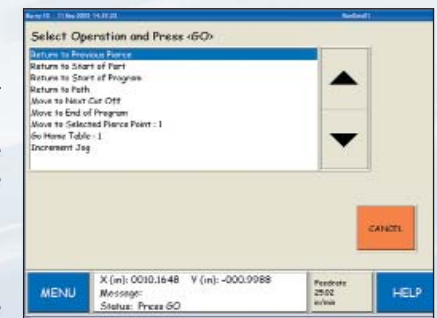 Select Operation and Press <GO>
Return to Previous Pierce
Return to Start of Part
Return to Start of Program
Return to Path
Move to Next Cut Off
Move to End of Program
Move to Selected Pierce Point : 1
Go Home Table : 1
Increment Jog
CANCEL
MENU
X (in): 0010.1648 Y (in): -000.9988
Message:
Status: Press GO
Feedrate
in/min
HELP